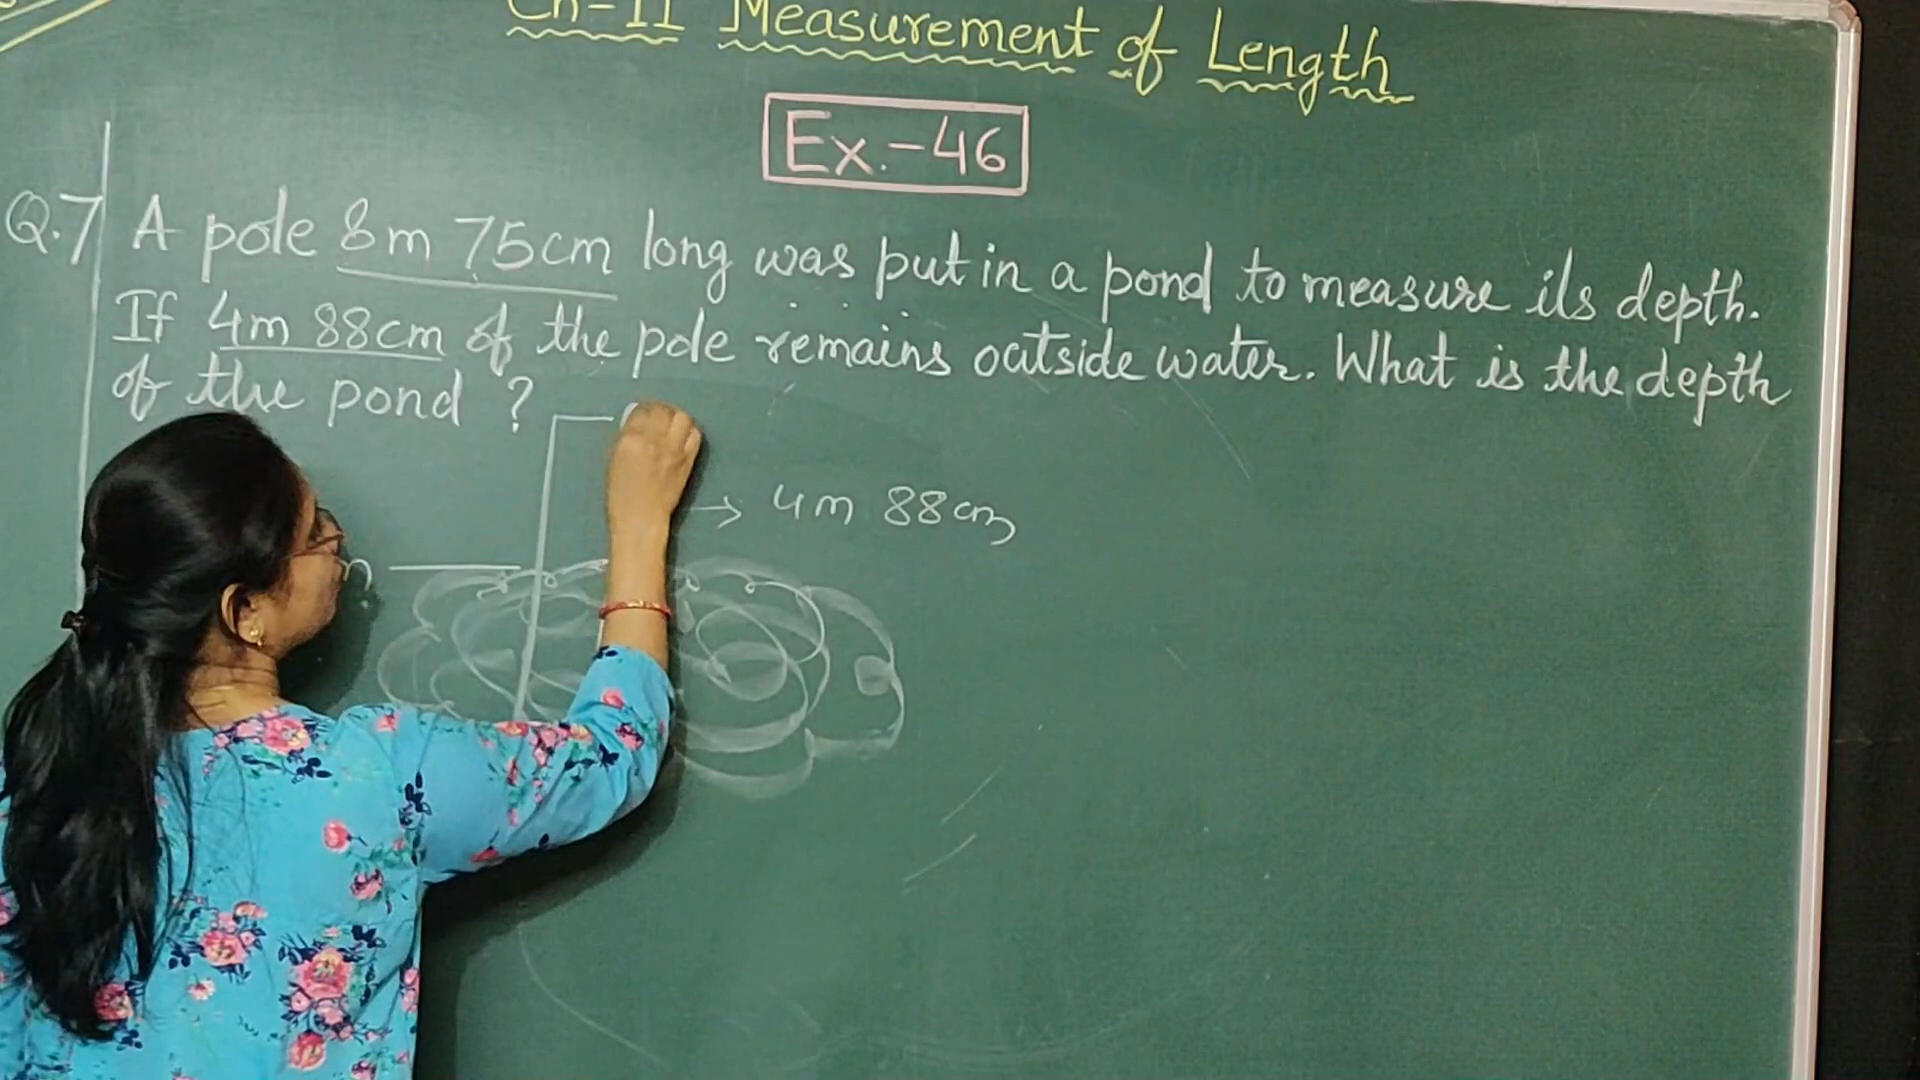 Ch-11 Measurement of Length
Ex.-46
Q.7 A pole 8m 75cm long was put in a pond to measure its depth.
If 4m 88cm of the pole remains outside water. What is the depth
of the pond ?
→ 4m 88cm